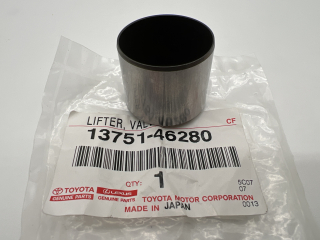 LIFTER, VAL CF
13751-46280
QTY: 1 5C07
07
TOYOTA LEXUS TOYOTA MOTOR CORPORATION
GENUINE PARTS GENUINE PARTS MADE IN JAPAN 0013